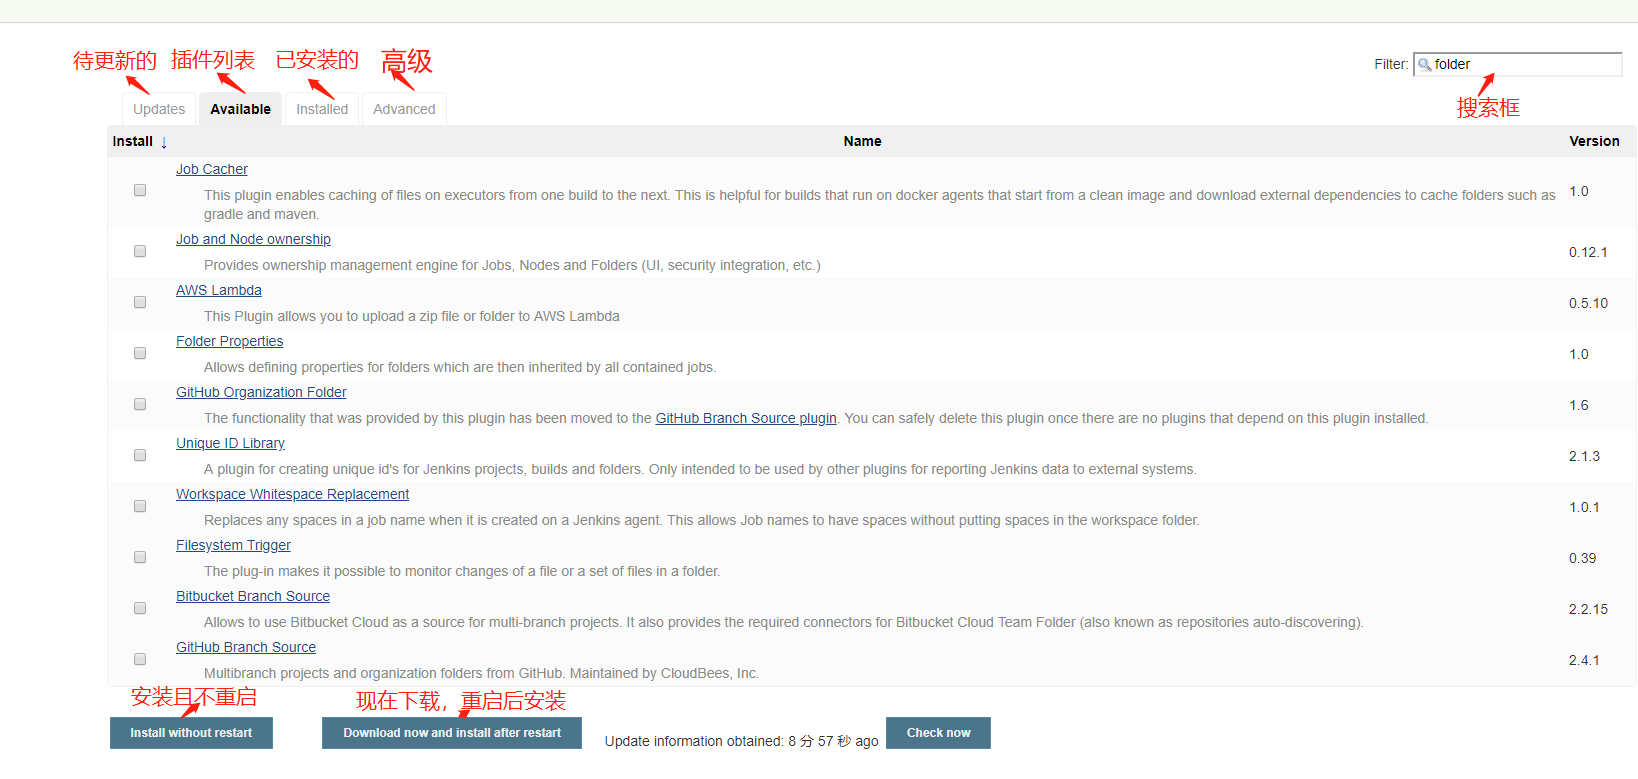 待更新的 插件列表 已安装的 高级
Filter: folder
搜索框
Updates Available Installed Advanced
Install ↓ Name Version
Job Cacher
This plugin enables caching of files on executors from one build to the next. This is helpful for builds that run on docker agents that start from a clean image and download external dependencies to cache folders such as
gradle and maven.
1.0
Job and Node ownership
Provides ownership management engine for Jobs, Nodes and Folders (UI, security integration, etc.)
0.12.1
AWS Lambda
This Plugin allows you to upload a zip file or folder to AWS Lambda
0.5.10
Folder Properties
Allows defining properties for folders which are then inherited by all contained jobs.
1.0
GitHub Organization Folder
The functionality that was provided by this plugin has been moved to the GitHub Branch Source plugin. You can safely delete this plugin once there are no plugins that depend on this plugin installed.
1.6
Unique ID Library
A plugin for creating unique id's for Jenkins projects, builds and folders. Only intended to be used by other plugins for reporting Jenkins data to external systems.
2.1.3
Workspace Whitespace Replacement
Replaces any spaces in a job name when it is created on a Jenkins agent. This allows Job names to have spaces without putting spaces in the workspace folder.
1.0.1
Filesystem Trigger
The plug-in makes it possible to monitor changes of a file or a set of files in a folder.
0.39
Bitbucket Branch Source
Allows to use Bitbucket Cloud as a source for multi-branch projects. It also provides the required connectors for Bitbucket Cloud Team Folder (also known as repositories auto-discovering).
2.2.15
GitHub Branch Source
Multibranch projects and organization folders from GitHub. Maintained by CloudBees, Inc.
2.4.1
安装且不重启 现在下载，重启后安装
Install without restart Download now and install after restart Update information obtained: 8 分 57 秒 ago Check now